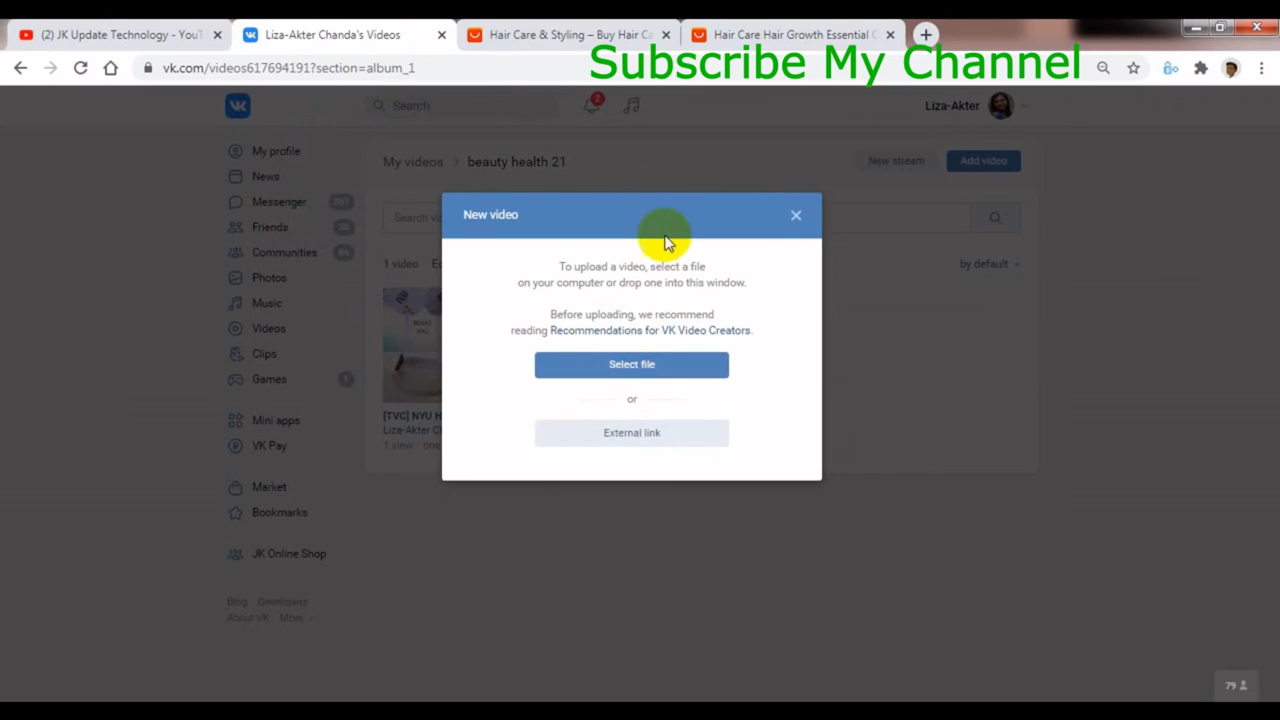 (2) JK Update Technology - YouT
Liza-Akter Chanda's Videos
Hair Care & Styling – Buy Hair Ca
Hair Care Hair Growth Essential C
Subscribe My Channel
vk.com/videos617694191?section=album_1
Search
2
Liza-Akter
My profile
News
Messenger
Friends
Communities
Photos
Music
Videos
Clips
Games
Mini apps
VK Pay
Market
Bookmarks
JK Online Shop
Blog Developers
About VK More
My videos > beauty health 21
New stream
Add video
Search vi
1 video
by default
[TVC] NYU H
Liza-Akter C
1 view
New video
To upload a video, select a file
on your computer or drop one into this window.
Before uploading, we recommend
reading Recommendations for VK Video Creators.
Select file
or
External link
79